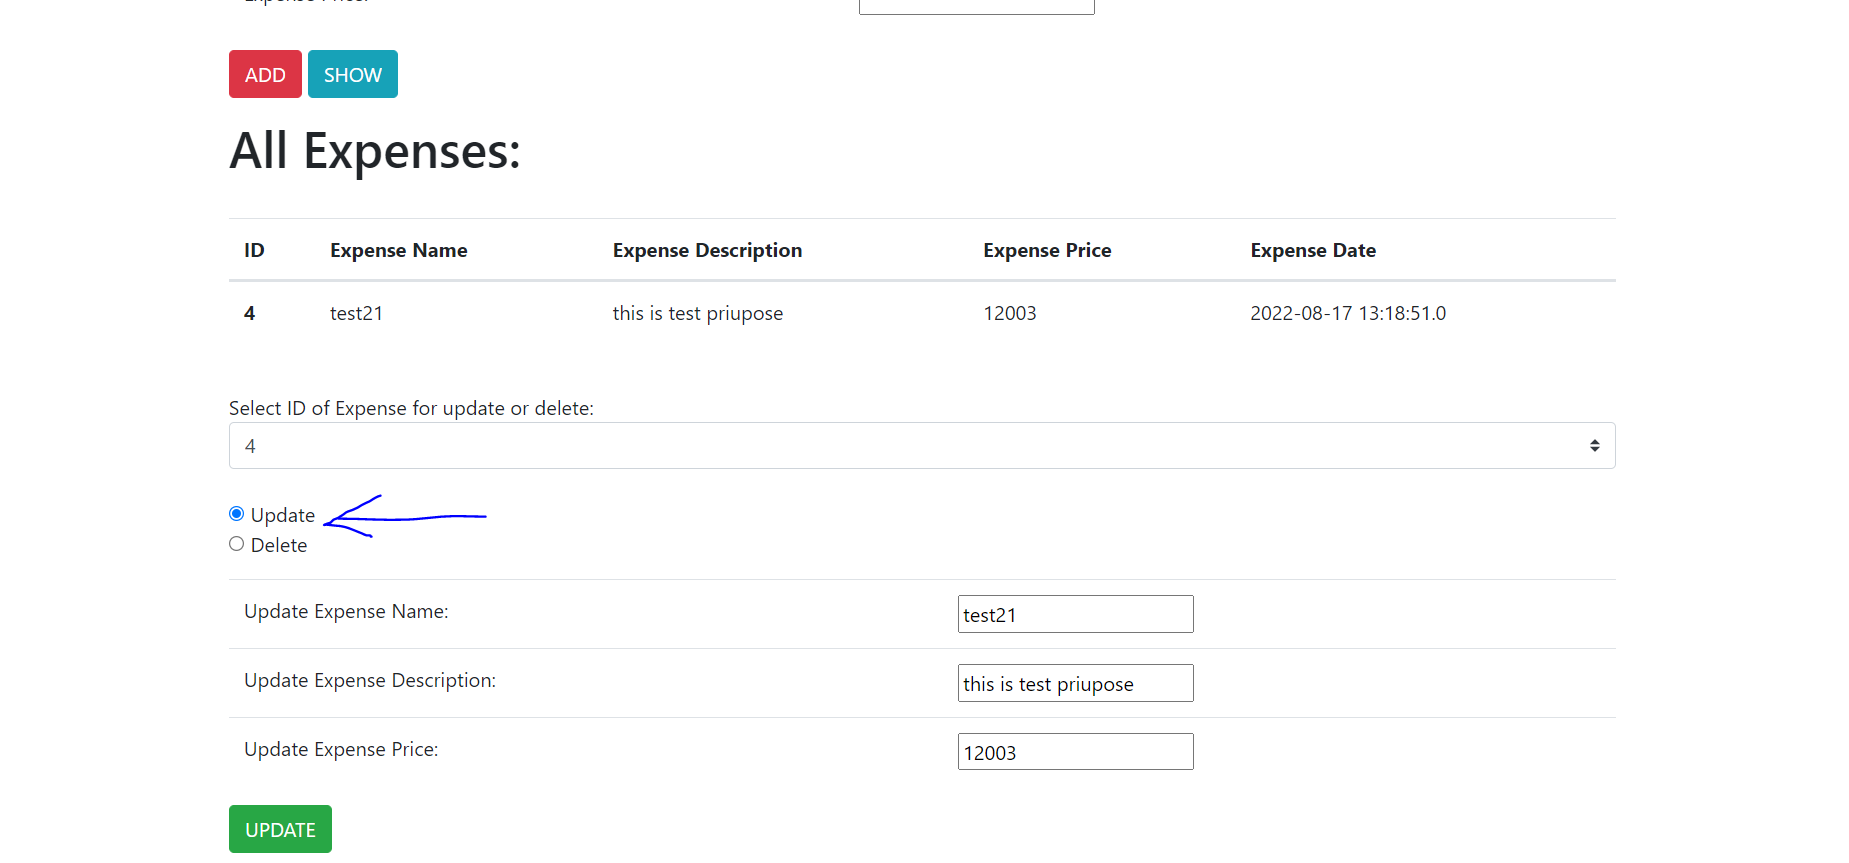 Expense Price:
ADD SHOW
All Expenses:
ID Expense Name Expense Description Expense Price Expense Date
4 test21 this is test priupose 12003 2022-08-17 13:18:51.0
Select ID of Expense for update or delete:
4
Update
Delete
Update Expense Name: test21
Update Expense Description: this is test priupose
Update Expense Price: 12003
UPDATE